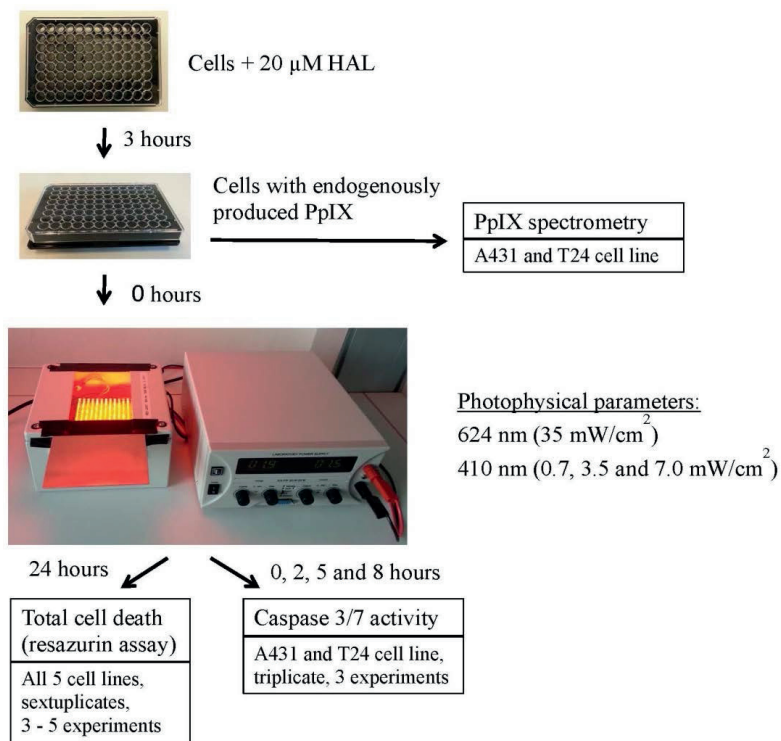 Cells + 20 µM HAL
3 hours
Cells with endogenously
produced PpIX
PpIX spectrometry
A431 and T24 cell line
0 hours
Photophysical parameters:
624 nm (35 mW/cm²)
410 nm (0.7, 3.5 and 7.0 mW/cm²)
LABORATORY POWER SUPPLY
24 hours
0, 2, 5 and 8 hours
Total cell death
(resazurin assay)
All 5 cell lines,
sextuplicates,
3 - 5 experiments
Caspase 3/7 activity
A431 and T24 cell line,
triplicate, 3 experiments